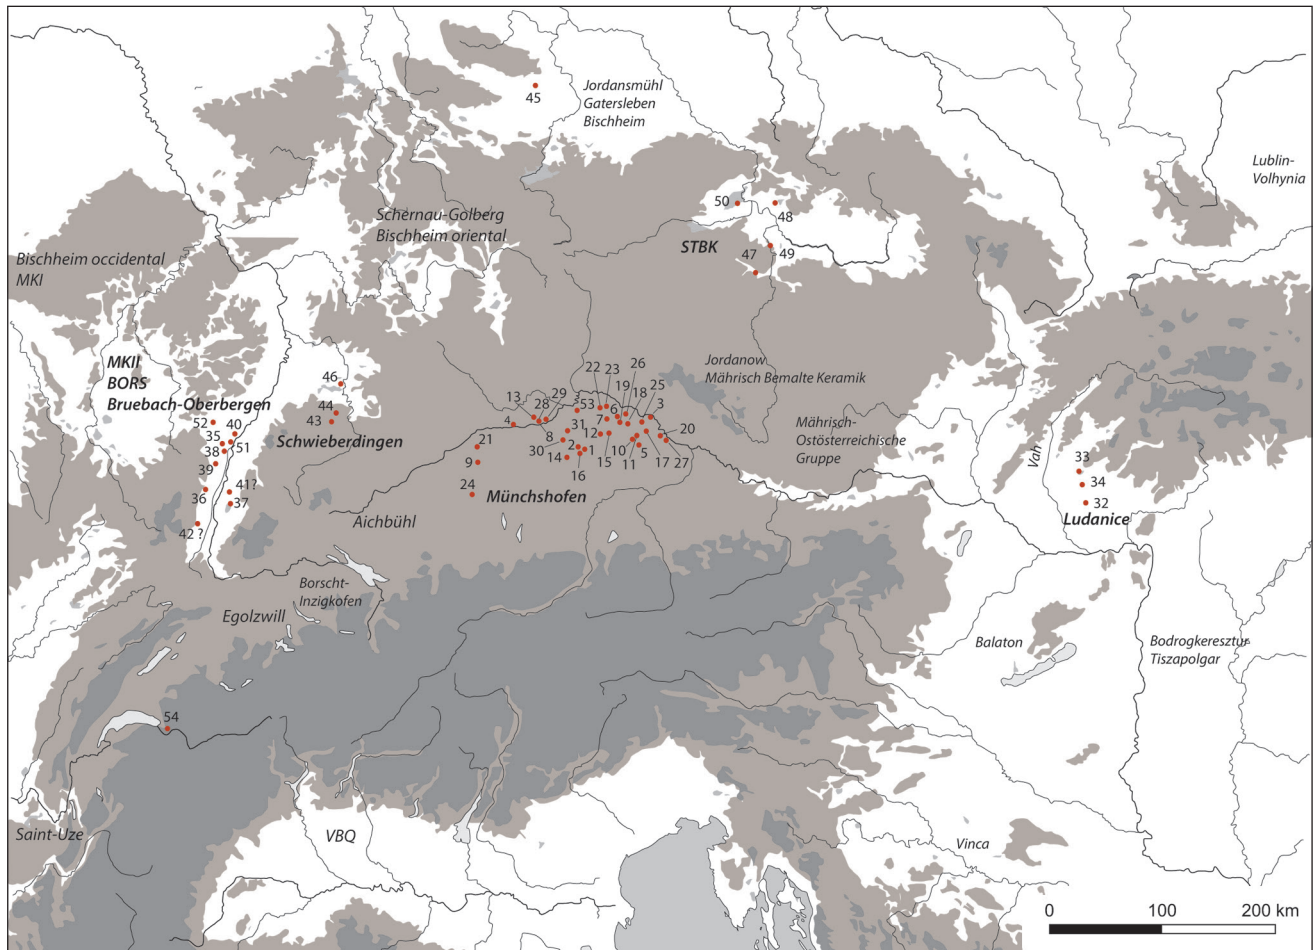 45
Jordansmühl
Gatersleben
Bischheim
Lublin-
Volhynia
50
48
Schernau-Golberg
Bischheim oriental
STBK
47
49
Bischheim occidental
MKI
MKII
BORS
Bruebach-Oberbergen
46
44
43
Schwieberdingen
52
40
35
38
51
39
36
41?
37
42 ?
Jordanow
Mährisch Bemalte Keramik
Mährisch-
Ostösterreichische
Gruppe
22
23
26
19
18
25
3
13
28
29
53
6
7
4
31
20
8
12
21
30
2
1
10
9
14
15
11
5
17
27
16
24
Münchshofen
Vah
33
34
32
Ludanice
Aichbühl
Borscht-
Inzigkofen
Egolzwill
Balaton
Bodrogkeresztur
Tiszapolgar
54
Saint-Uze
VBQ
Vinca
0 100 200 km